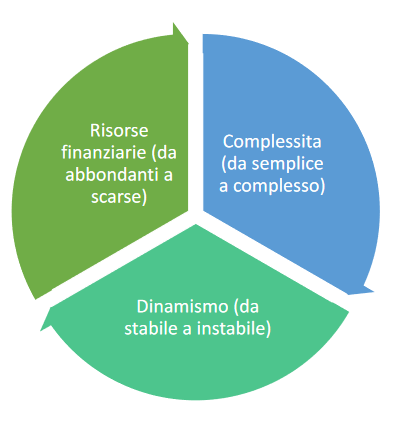 Risorse
finanziarie (da
abbondanti a
scarse)
Complessita
(da semplice
a complesso)
Dinamismo (da
stabile a instabile)